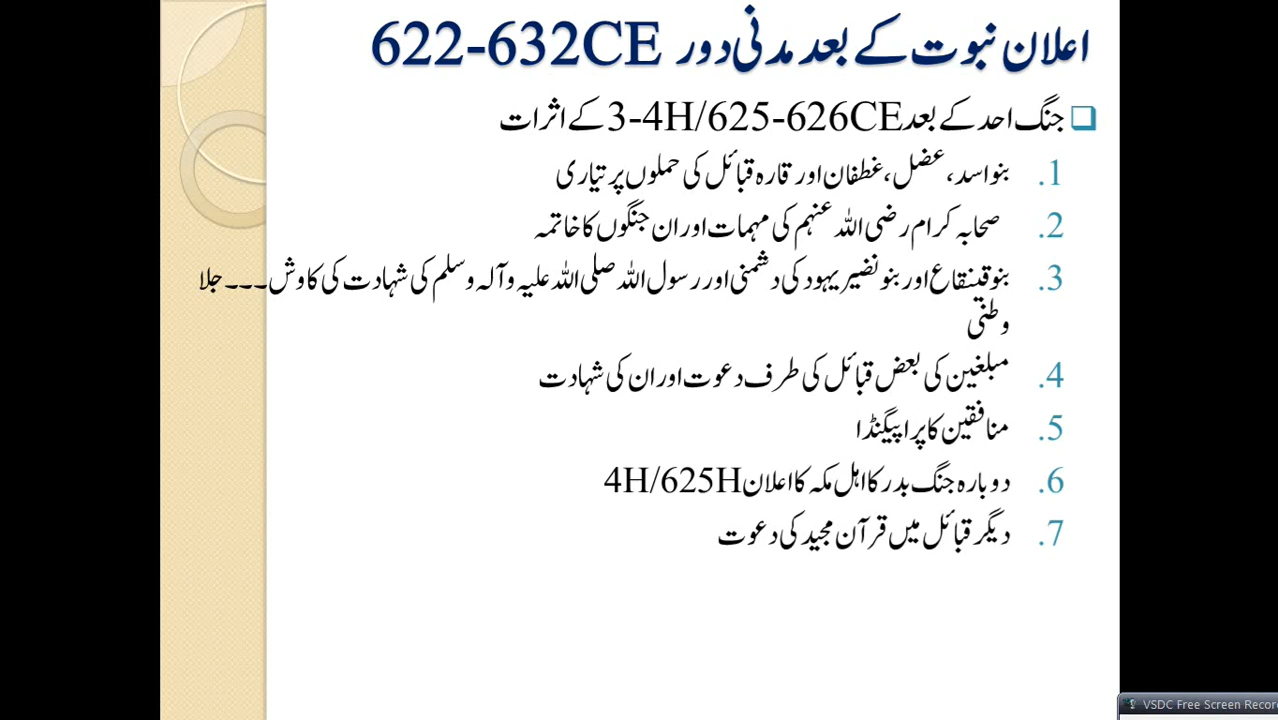 اعلان نبوت کے بعد مدنی دور 622-632CE
جنگ احد کے بعد 3-4H/625-626CE کے اثرات
1. بنو اسد، عضل، غطفان اور قارہ قبائل کی حملوں پر تیاری
2. صحابہ کرام رضی اللہ عنہم کی مہمات اور ان جنگوں کا خاتمہ
3. بنو قینقاع اور بنو نضیر یہود کی دشمنی اور رسول اللہ صلی اللہ علیہ وآلہ وسلم کی شہادت کی کاوش۔۔۔جلا
وطنی
4. مبلغین کی بعض قبائل کی طرف دعوت اور ان کی شہادت
5. منافقین کا پراپیگنڈا
6. دوبارہ جنگ بدر کا اہل مکہ کا اعلان 4H/625H
7. دیگر قبائل میں قرآن مجید کی دعوت
VSDC Free Screen Recor